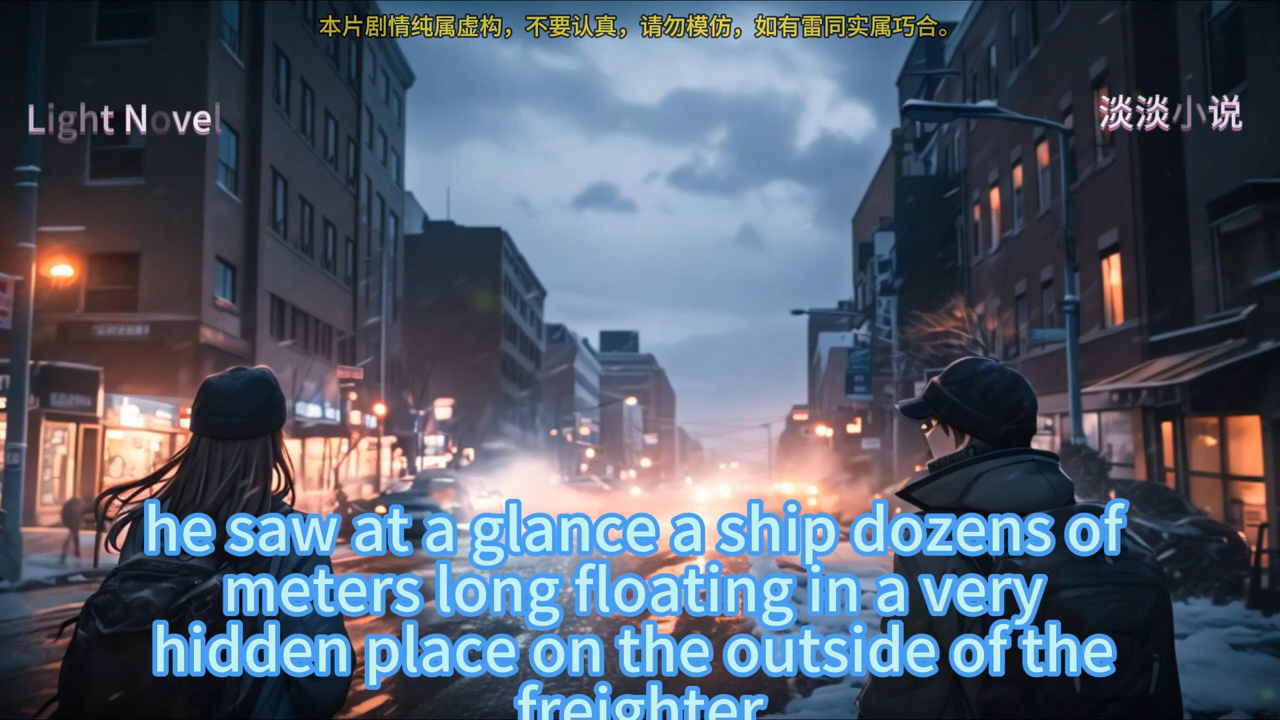 本片剧情纯属虚构，不要认真，请勿模仿，如有雷同实属巧合。
Light Novel
淡淡小说
he saw at a glance a ship dozens of
meters long floating in a very
hidden place on the outside of the
freighter